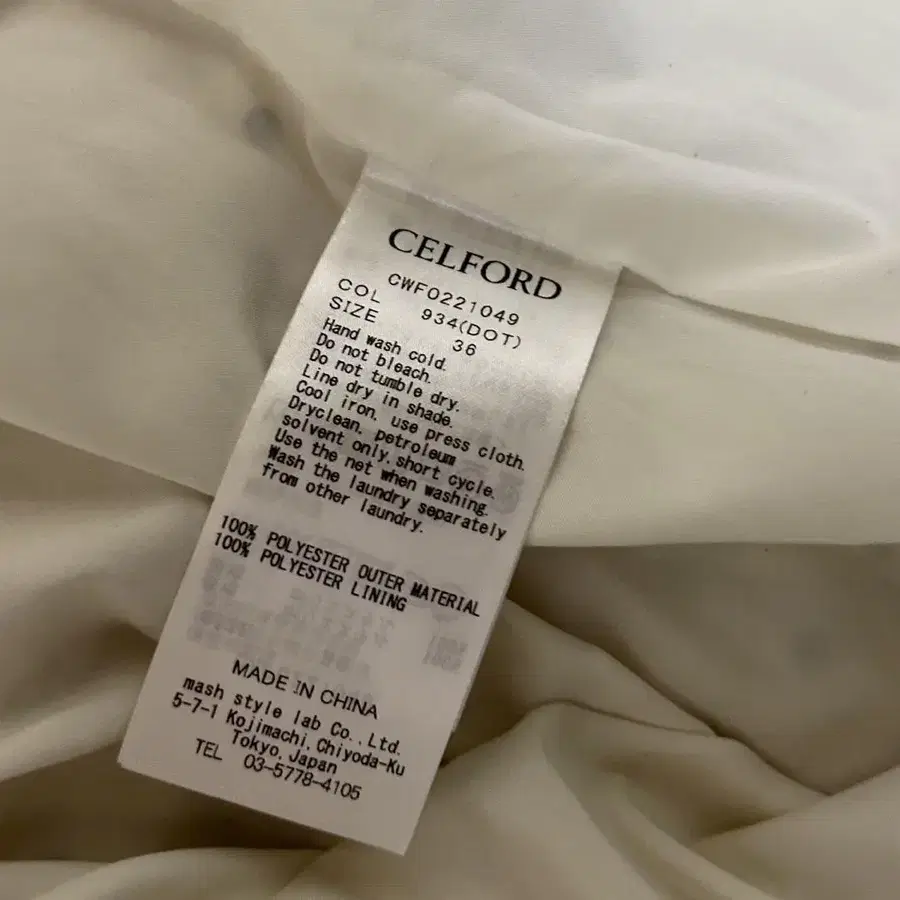 CELFORD
CWF0221049
COL 934(DOT)
SIZE 36
Hand wash cold.
Do not bleach.
Do not tumble dry.
Line dry in shade.
Cool iron, use press cloth.
Dryclean, petroleum
solvent only.short cycle.
Use the net when washing.
Wash the laundry separately
from other laundry.
100% POLYESTER OUTER MATERIAL
100% POLYESTER LINING
MADE IN CHINA
mash style lab Co.,Ltd.
5-7-1 Kojimachi,Chiyoda-Ku
Tokyo,Japan
TEL 03-5778-4105